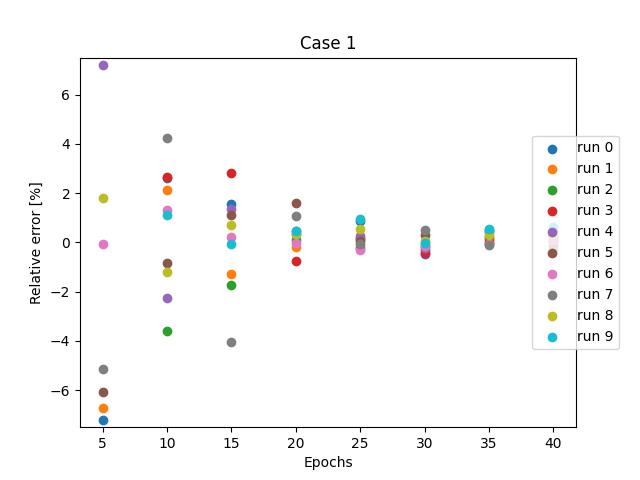 Case 1
Relative error [%]
6
4
2
0
−2
−4
−6
5 10 15 20 25 30 35 40
Epochs
run 0
run 1
run 2
run 3
run 4
run 5
run 6
run 7
run 8
run 9